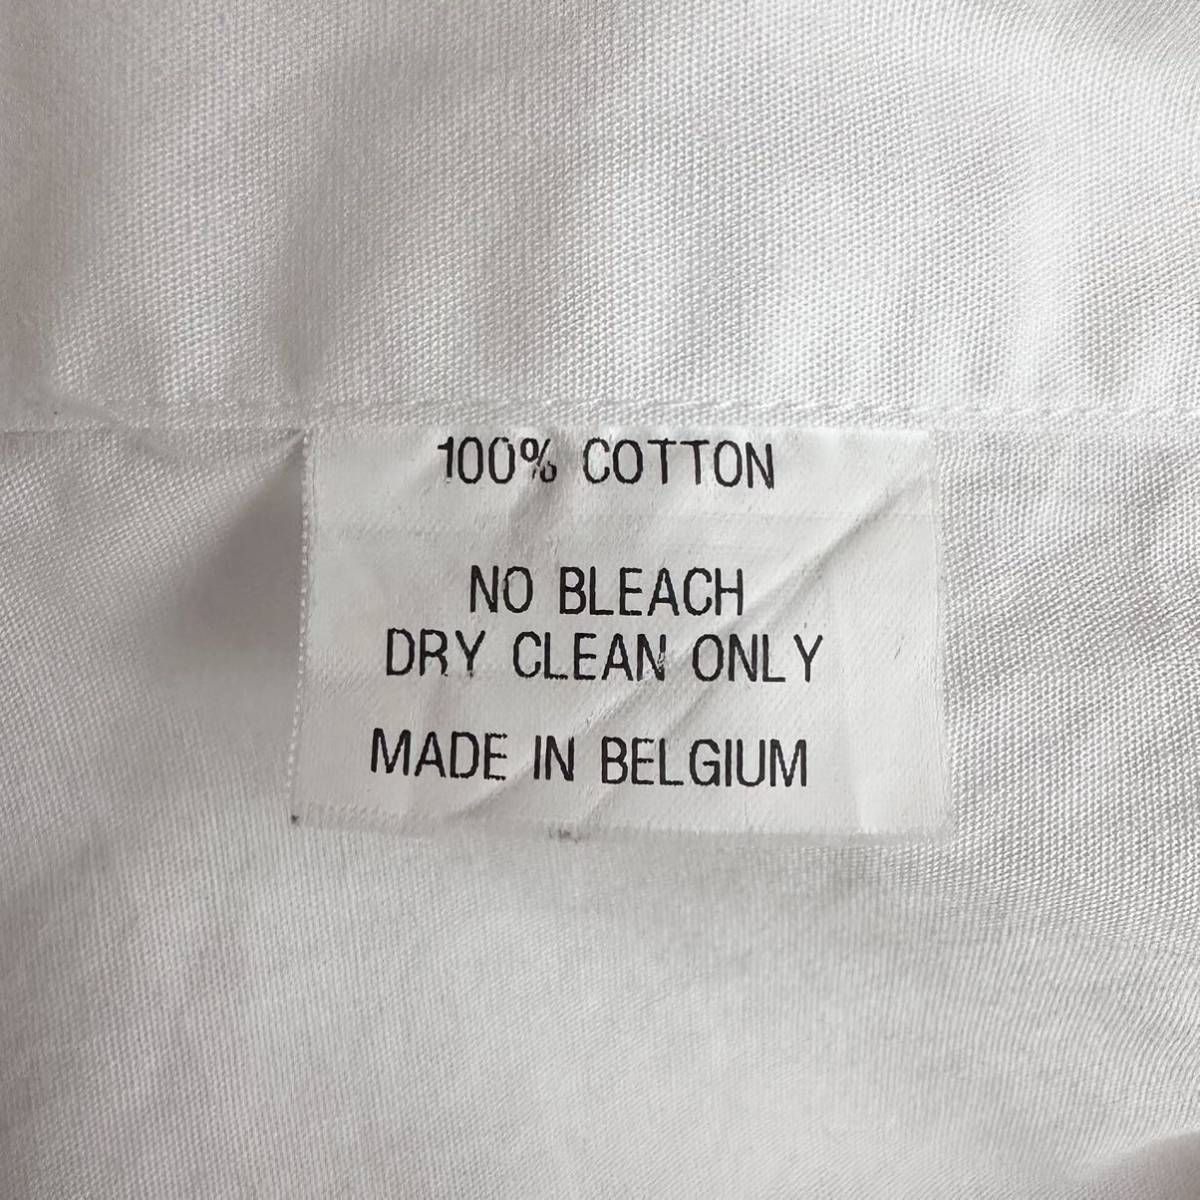 100% COTTON
NO BLEACH
DRY CLEAN ONLY
MADE IN BELGIUM